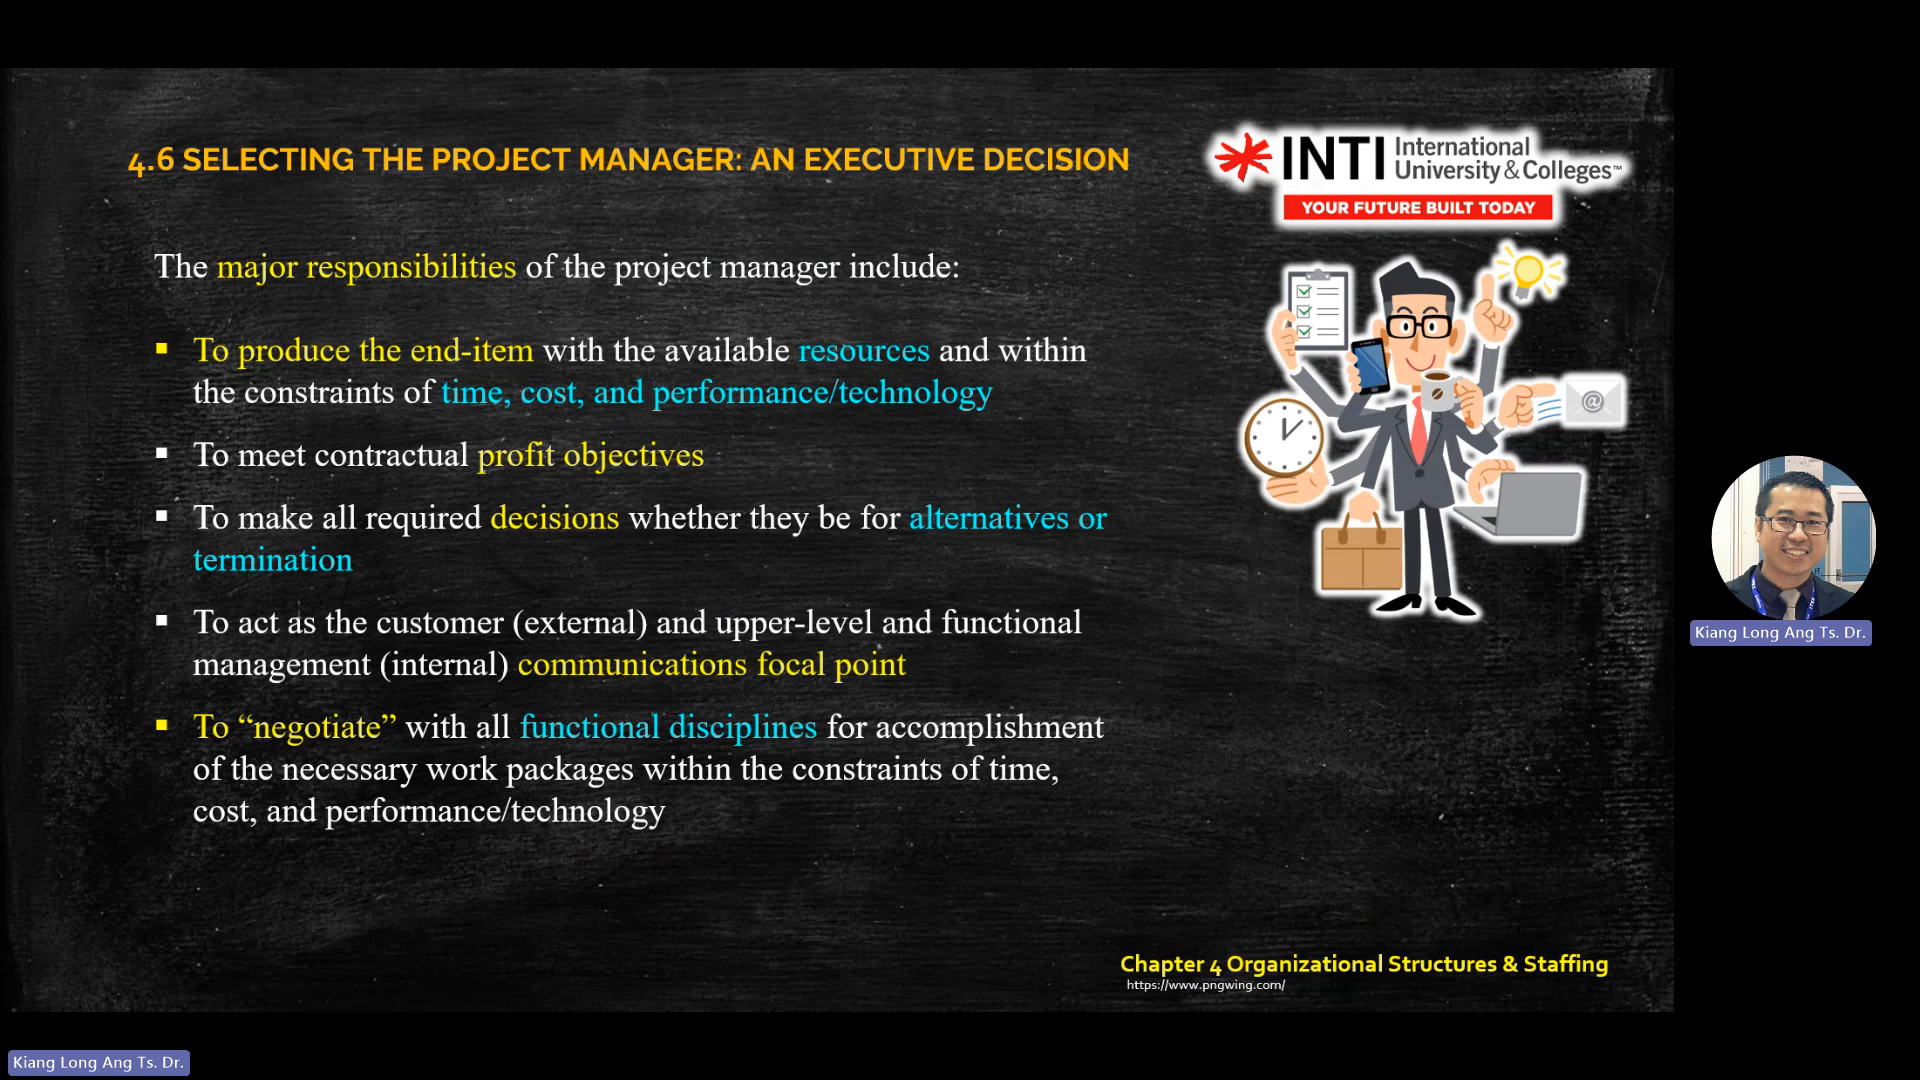 4.6 SELECTING THE PROJECT MANAGER: AN EXECUTIVE DECISION
INTI International
University & Colleges™
YOUR FUTURE BUILT TODAY
The major responsibilities of the project manager include:
▪ To produce the end-item with the available resources and within
the constraints of time, cost, and performance/technology
▪ To meet contractual profit objectives
▪ To make all required decisions whether they be for alternatives or
termination
▪ To act as the customer (external) and upper-level and functional
management (internal) communications focal point
▪ To “negotiate” with all functional disciplines for accomplishment
of the necessary work packages within the constraints of time,
cost, and performance/technology
@
Kiang Long Ang Ts. Dr.
Chapter 4 Organizational Structures & Staffing
https://www.pngwing.com/
Kiang Long Ang Ts. Dr.